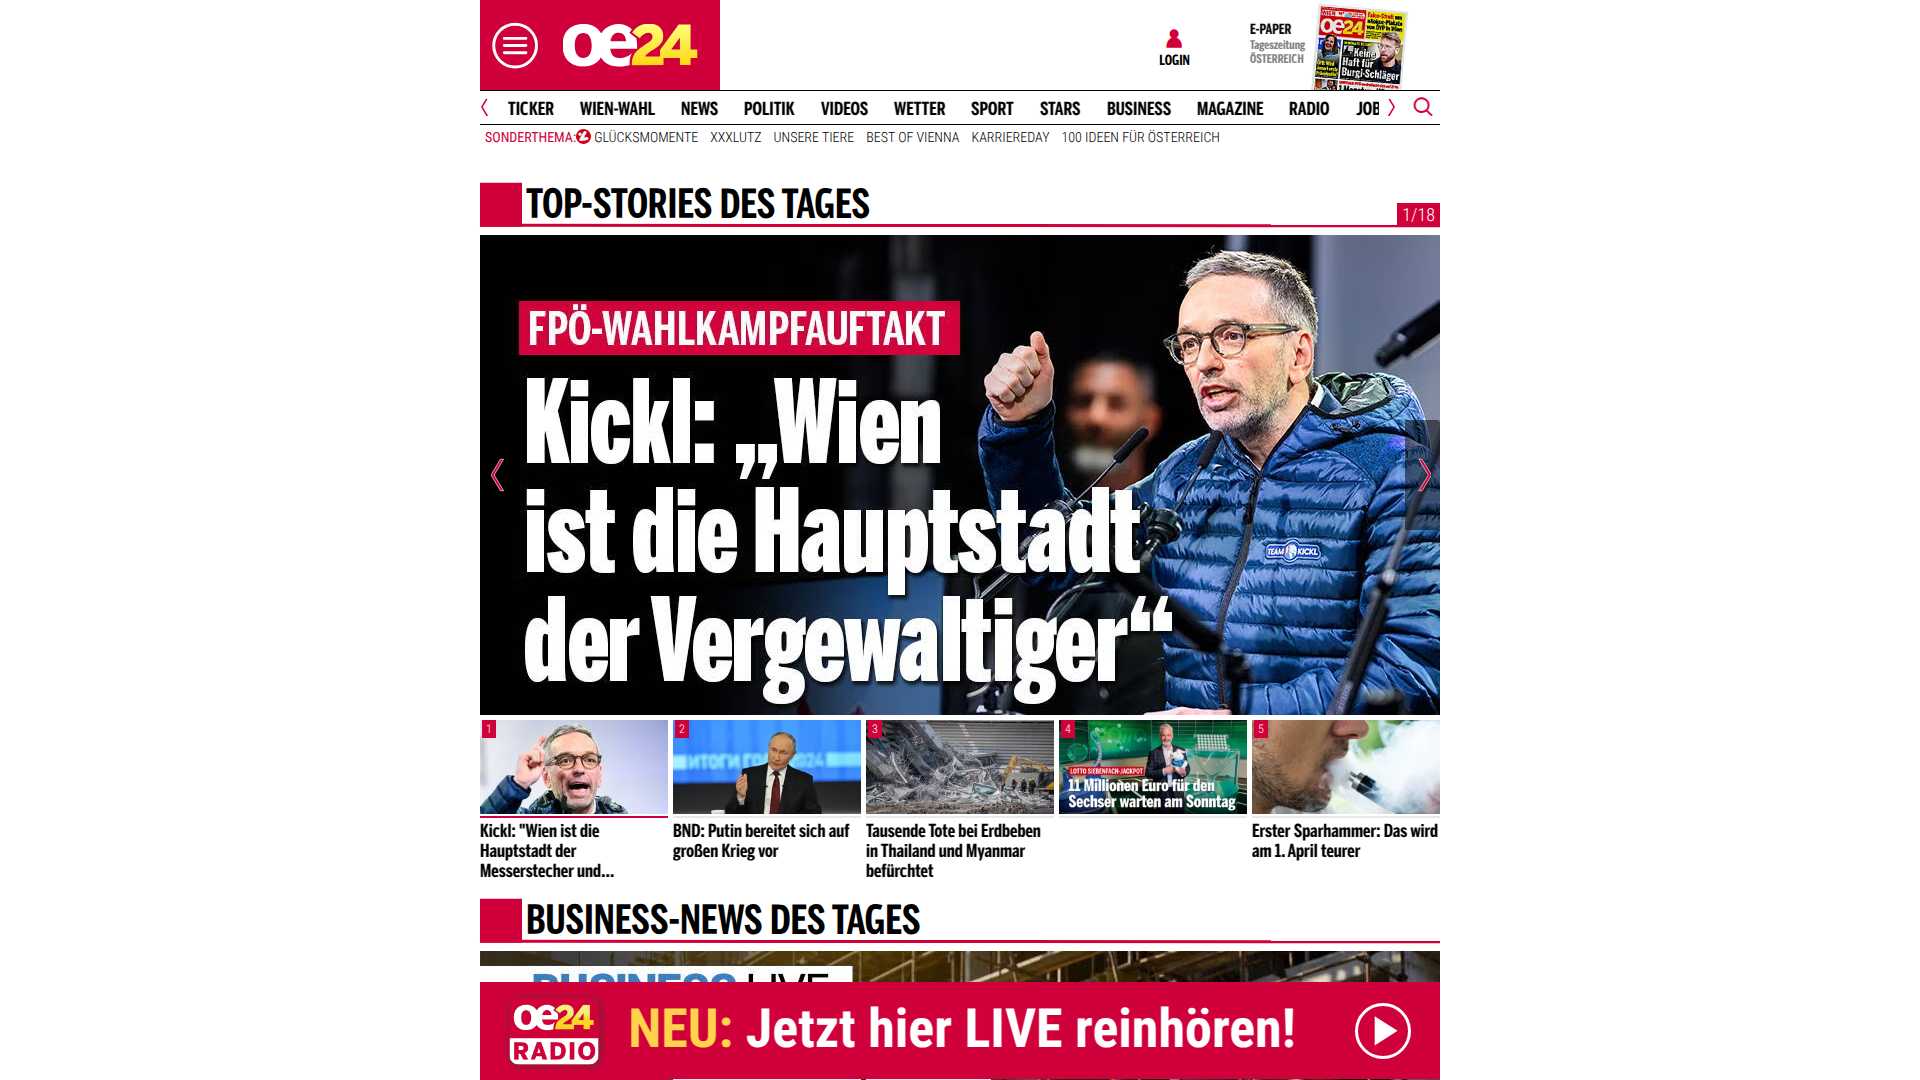 oe24
LOGIN
E-PAPER
Tageszeitung
ÖSTERREICH
oe24
Keine
Haft für
Burgi-Schläger
TICKER WIEN-WAHL NEWS POLITIK VIDEOS WETTER SPORT STARS BUSINESS MAGAZINE RADIO JOB
SONDERTHEMA: GLÜCKSMOMENTE XXXLUTZ UNSERE TIERE BEST OF VIENNA KARRIEREDAY 100 IDEEN FÜR ÖSTERREICH
TOP-STORIES DES TAGES
1/18
FPÖ-WAHLKAMPFAUFTAKT
Kickl: „Wien
ist die Hauptstadt
der Vergewaltiger“
TEAM KICKL
1
2
3
4
5
LOTTO SIEBENFACH-JACKPOT
11 Millionen Euro für den
Sechser warten am Sonntag
Kickl: "Wien ist die
Hauptstadt der
Messerstecher und...
BND: Putin bereitet sich auf
großen Krieg vor
Tausende Tote bei Erdbeben
in Thailand und Myanmar
befürchtet
Erster Sparhammer: Das wird
am 1. April teurer
BUSINESS-NEWS DES TAGES
BUSINESS LIVE
oe24
RADIO
NEU: Jetzt hier LIVE reinhören!